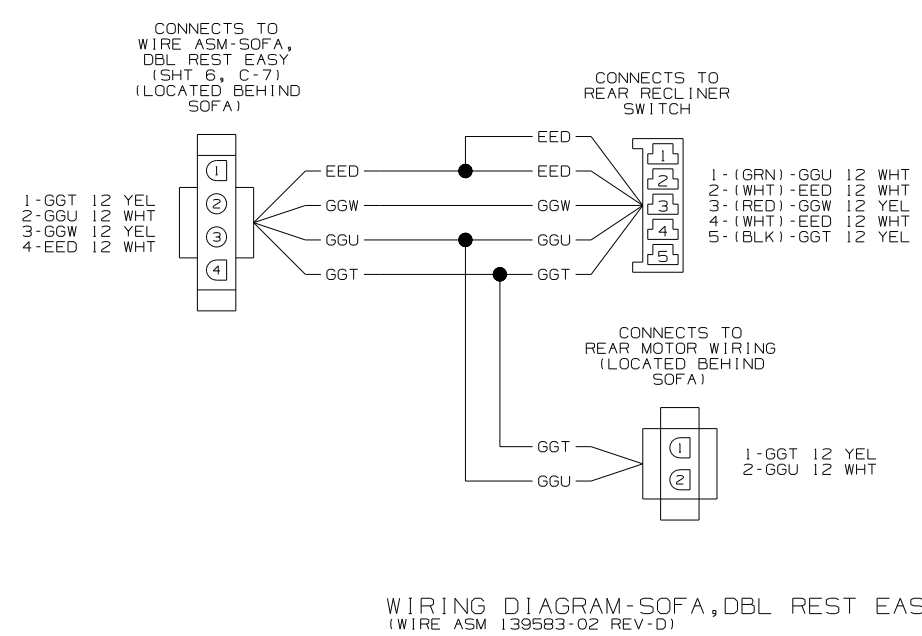 CONNECTS TO
WIRE ASM-SOFA,
DBL REST EASY
(SHT 6, C-7)
(LOCATED BEHIND
SOFA)
1-GGT 12 YEL
2-GGU 12 WHT
3-GGW 12 YEL
4-EED 12 WHT
1
2
3
4
EED
GGW
GGU
GGT
EED
EED
GGW
GGU
GGT
CONNECTS TO
REAR RECLINER
SWITCH
1
2
3
4
5
1-(GRN)-GGU 12 WHT
2-(WHT)-EED 12 WHT
3-(RED)-GGW 12 YEL
4-(WHT)-EED 12 WHT
5-(BLK)-GGT 12 YEL
CONNECTS TO
REAR MOTOR WIRING
(LOCATED BEHIND
SOFA)
GGT
GGU
1
2
1-GGT 12 YEL
2-GGU 12 WHT
WIRING DIAGRAM-SOFA,DBL REST EAS
(WIRE ASM 139583-02 REV-D)